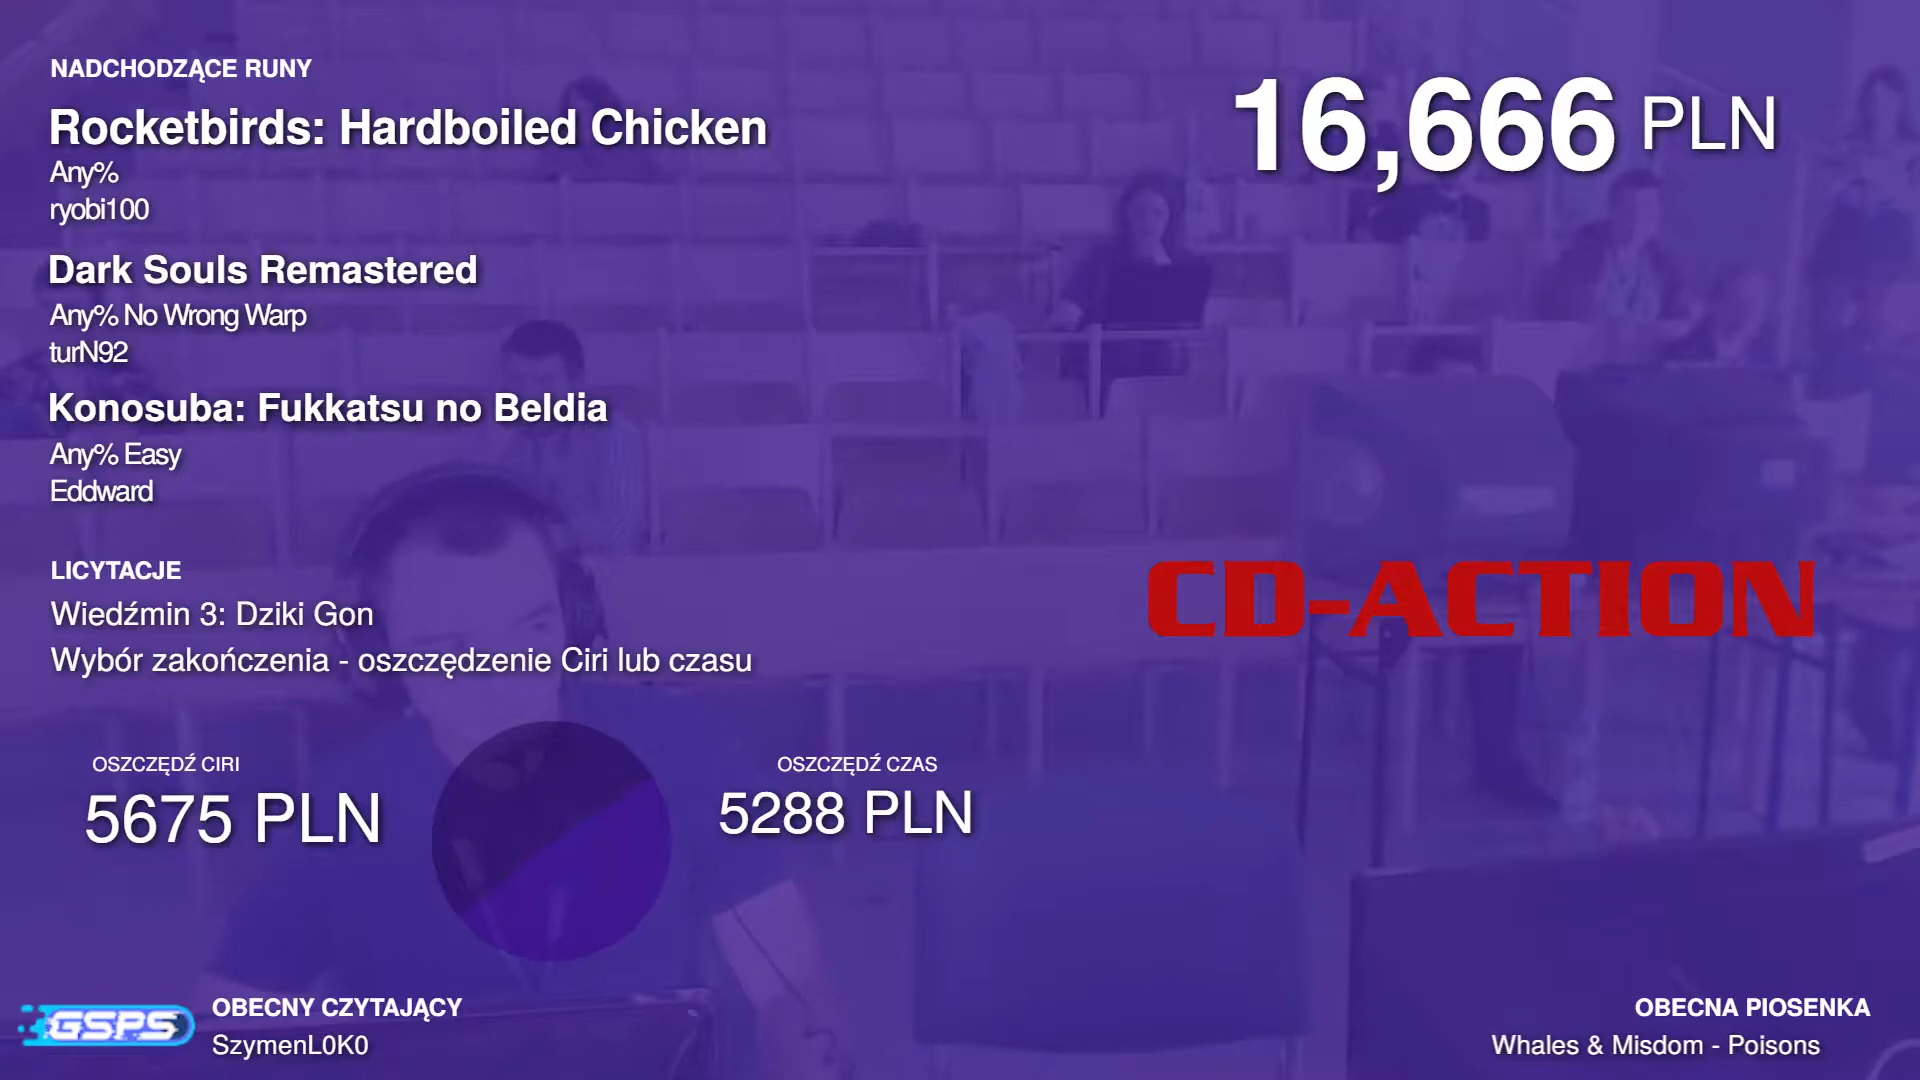 NADCHODZĄCE RUNY
Rocketbirds: Hardboiled Chicken
Any%
ryobi100
Dark Souls Remastered
Any% No Wrong Warp
turN92
Konosuba: Fukkatsu no Beldia
Any% Easy
Eddward
16,666 PLN
LICYTACJE
Wiedźmin 3: Dziki Gon
Wybór zakończenia - oszczędzenie Ciri lub czasu
OSZCZĘDŹ CIRI
5675 PLN
OSZCZĘDŹ CZAS
5288 PLN
CD-ACTION
GSPS
OBECNY CZYTAJĄCY
SzymenL0K0
OBECNA PIOSENKA
Whales & Misdom - Poisons